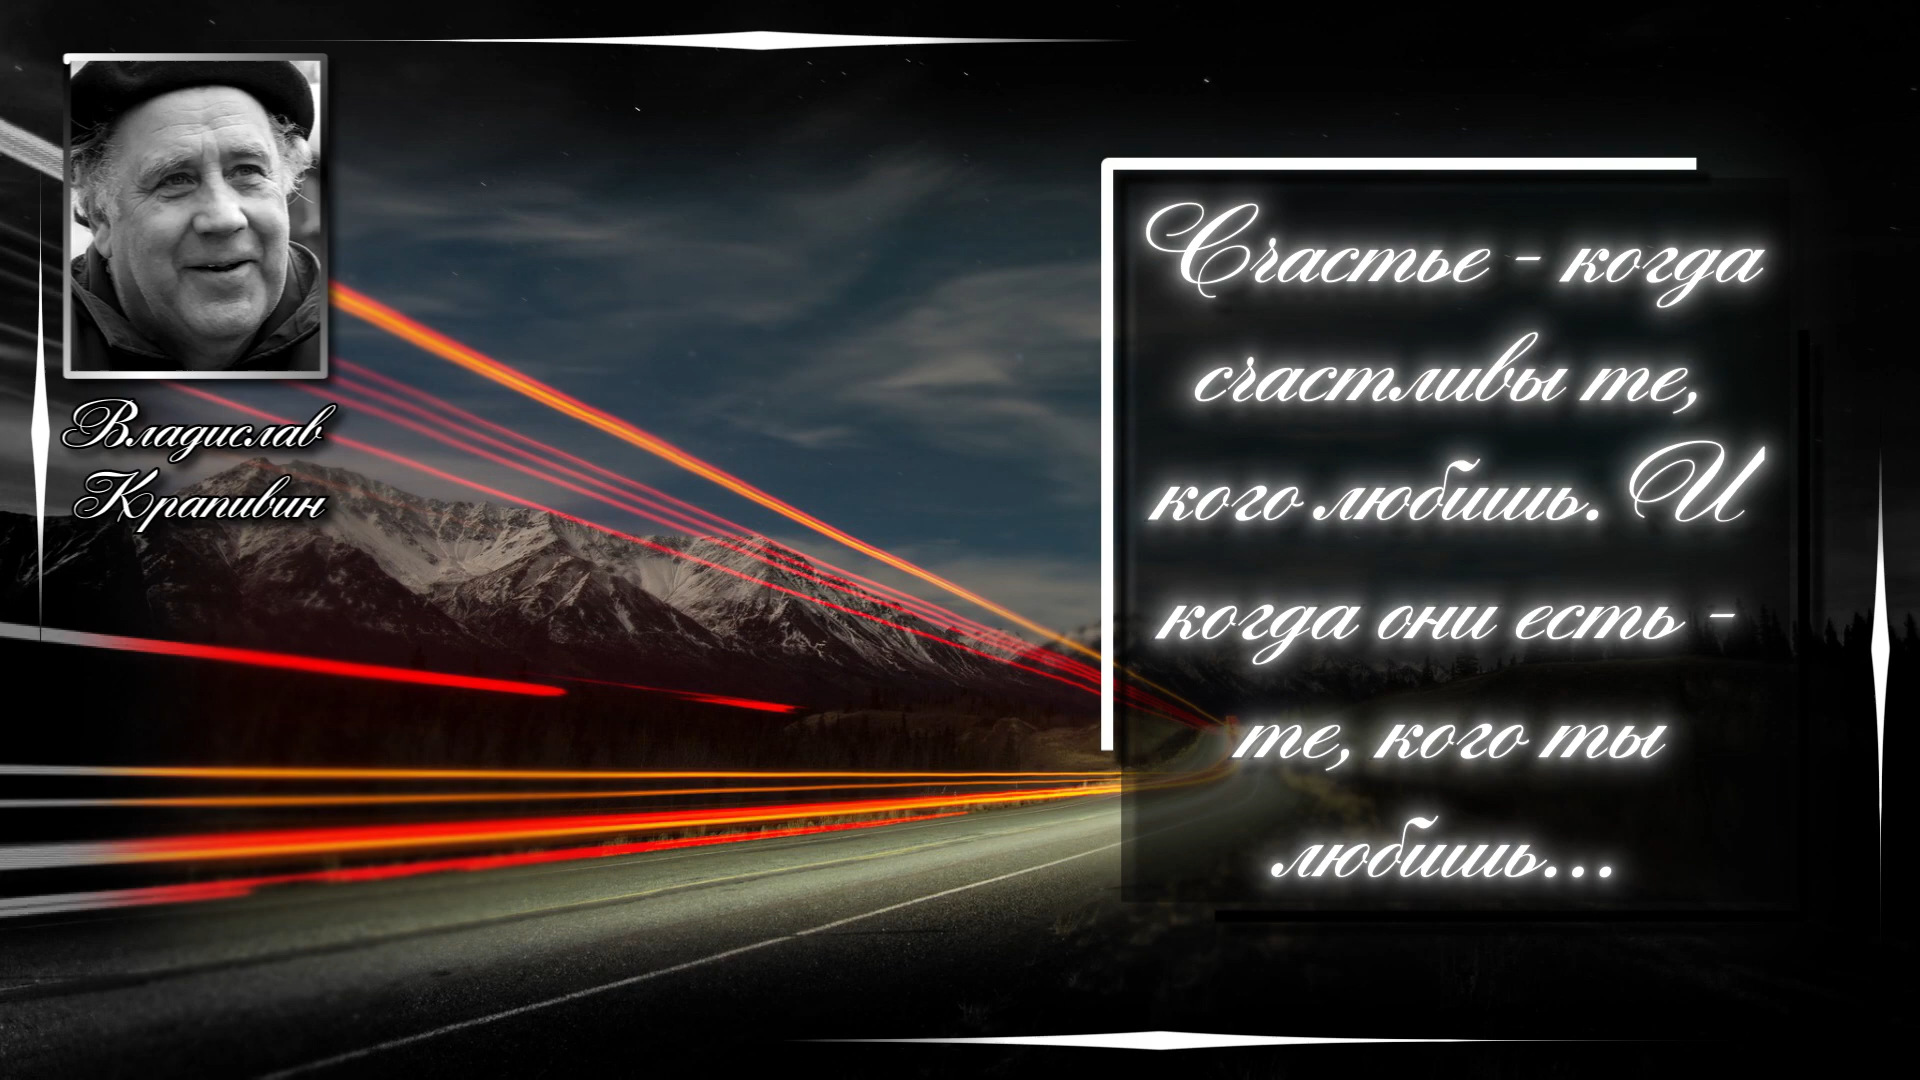 Владислав
Крапивин
Счастье - когда
счастливы те,
кого любишь. И
когда они есть -
те, кого ты
любишь...